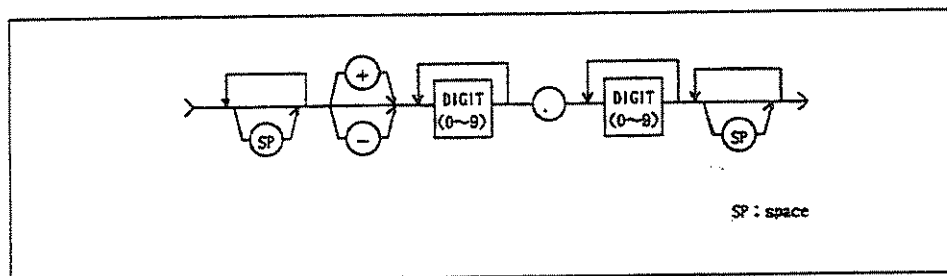 +
DIGIT . DIGIT
(0~9) (0~9)
SP - SP
SP : space